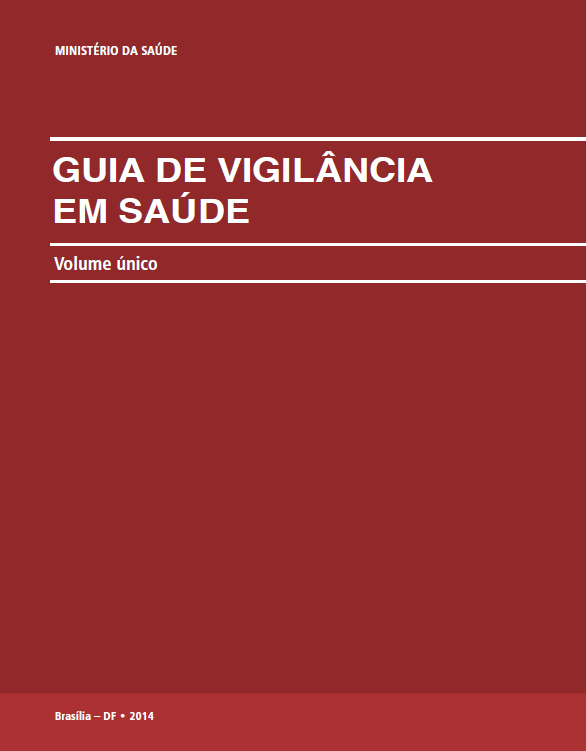 MINISTÉRIO DA SAÚDE
GUIA DE VIGILÂNCIA
EM SAÚDE
Volume único
Brasília – DF • 2014